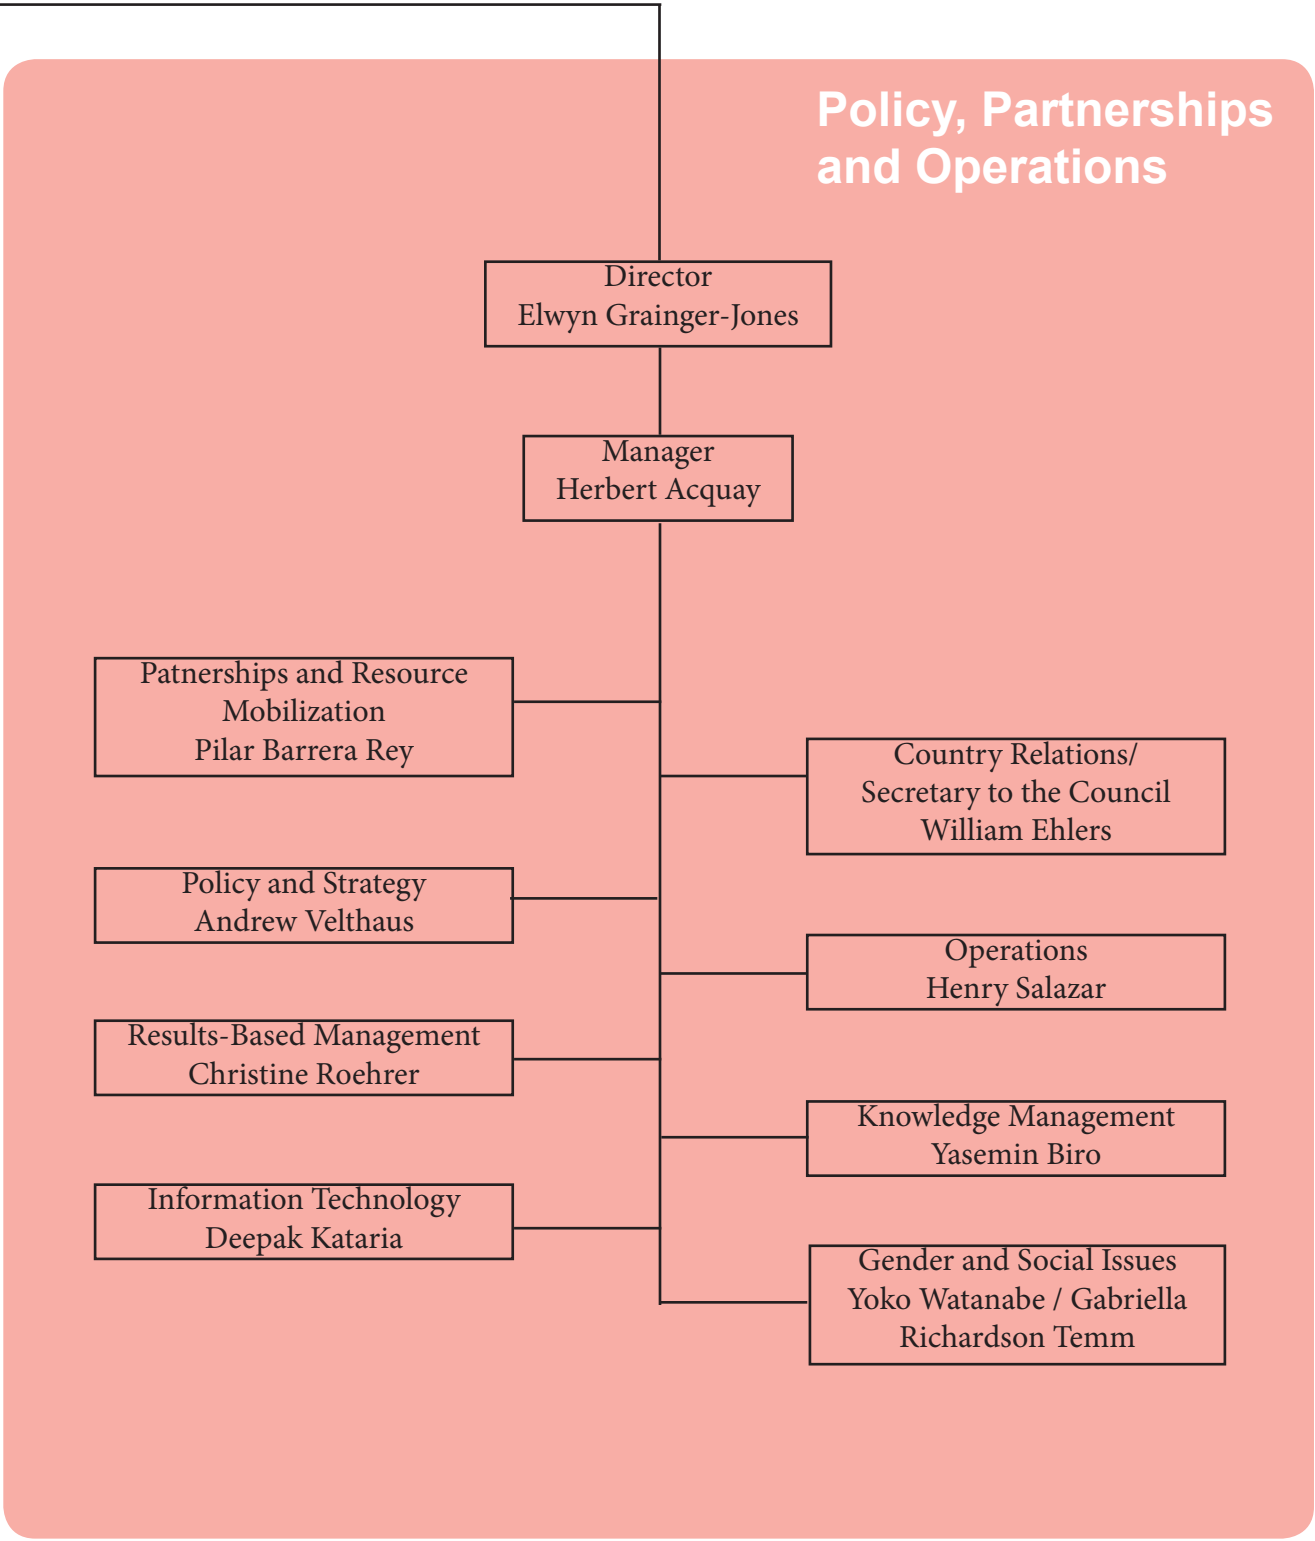 Policy, Partnerships
and Operations
Director
Elwyn Grainger-Jones
Manager
Herbert Acquay
Patnerships and Resource
Mobilization
Pilar Barrera Rey
Country Relations/
Secretary to the Council
William Ehlers
Policy and Strategy
Andrew Velthaus
Operations
Henry Salazar
Results-Based Management
Christine Roehrer
Knowledge Management
Yasemin Biro
Information Technology
Deepak Kataria
Gender and Social Issues
Yoko Watanabe / Gabriella
Richardson Temm